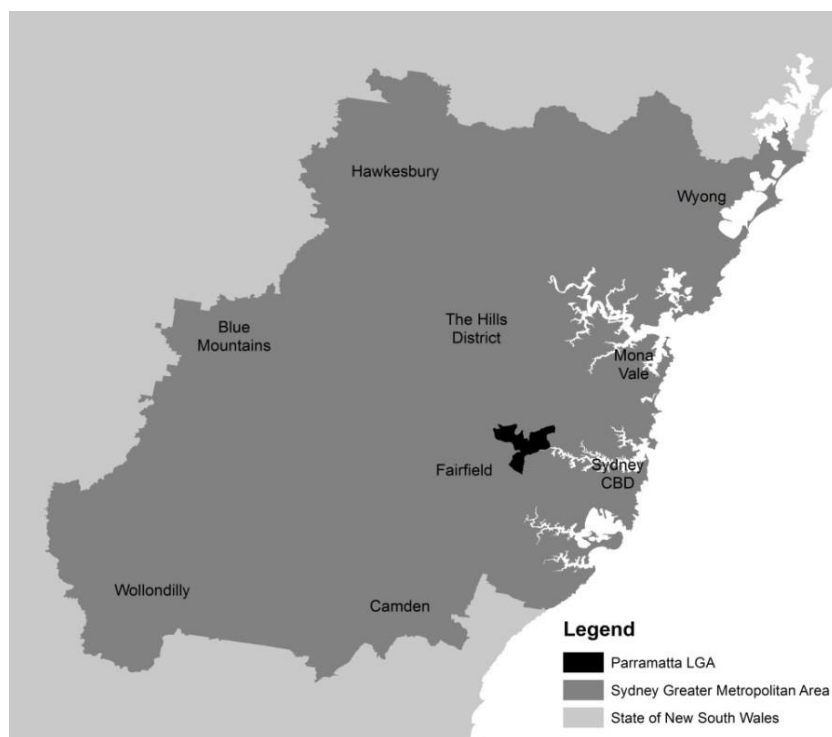 Hawkesbury
Wyong
The Hills
District
Blue
Mountains
Mona
Vale
Fairfield
Sydney
CBD
Wollondilly
Camden
Legend
Parramatta LGA
Sydney Greater Metropolitan Area
State of New South Wales